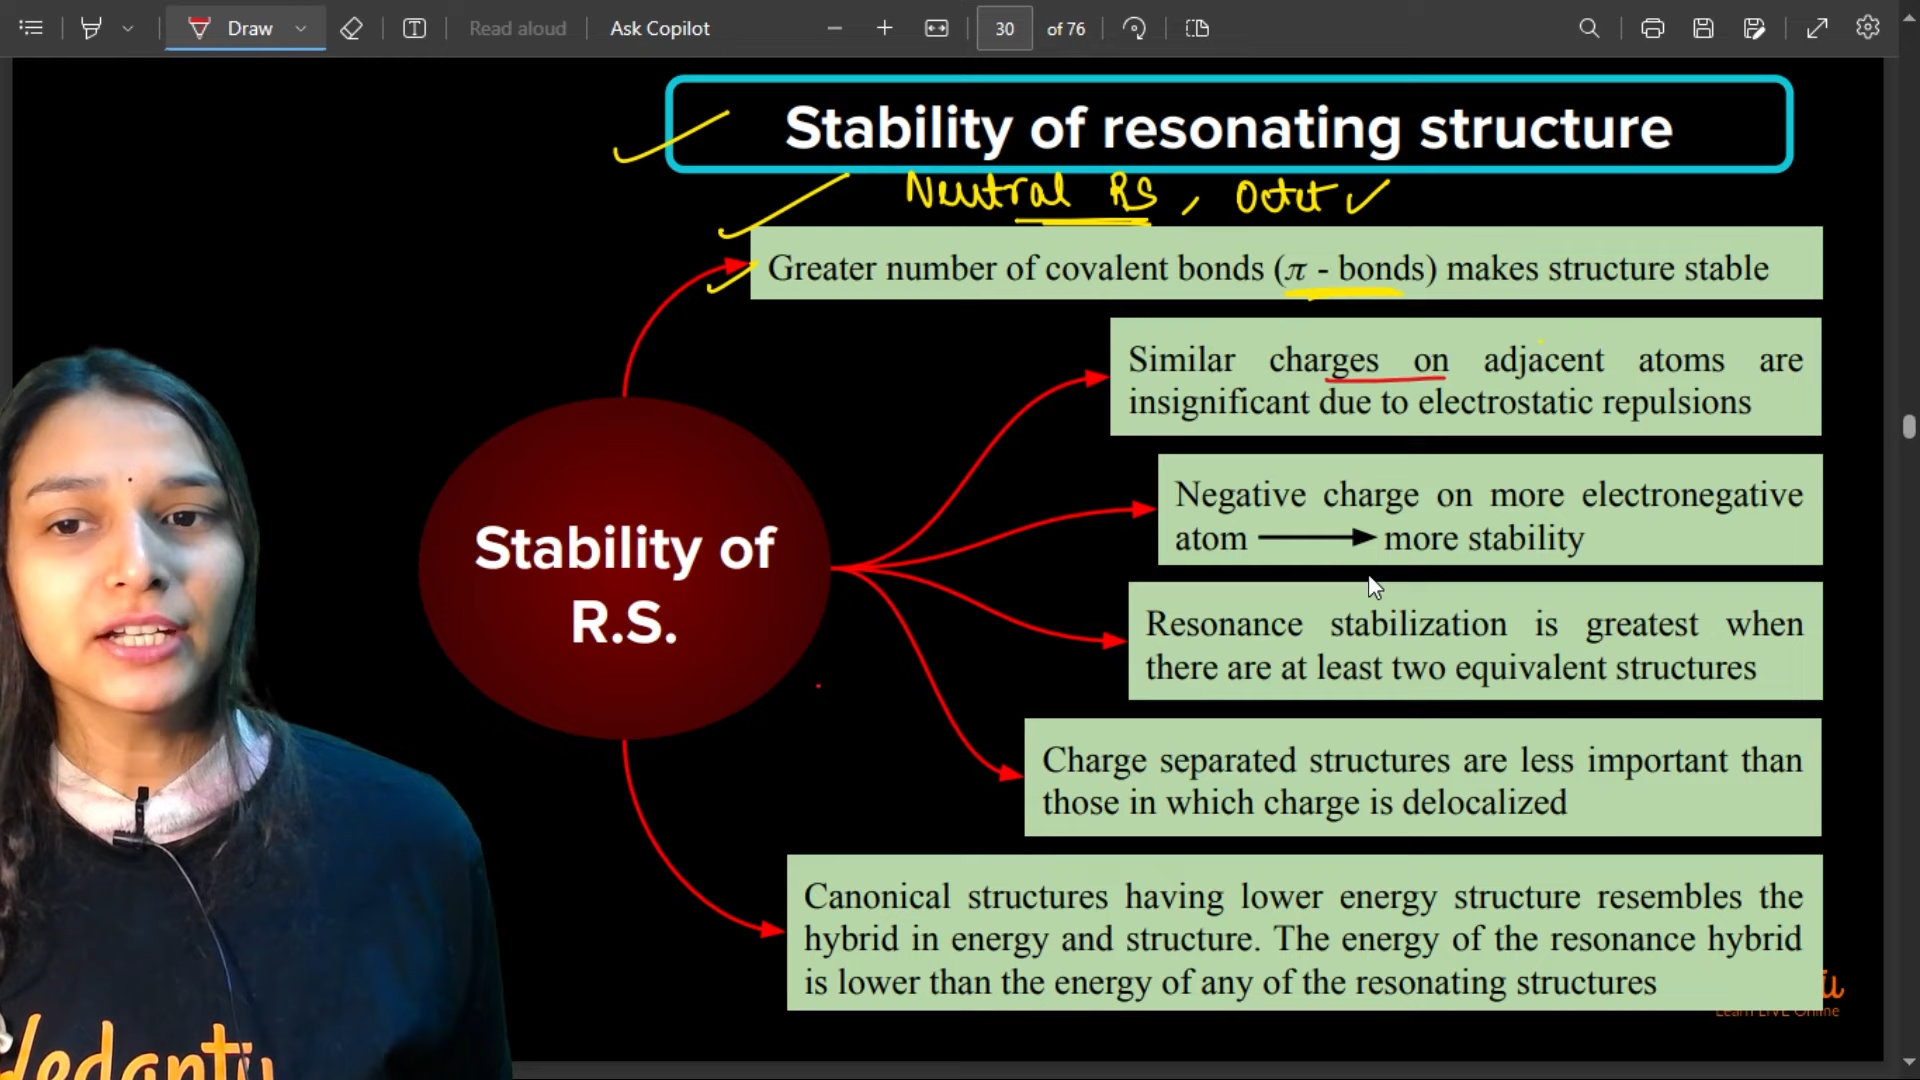 Draw
Read aloud
Ask Copilot
30
of 76
Stability of resonating structure
Neutral RS, Octet ✓
Greater number of covalent bonds (π - bonds) makes structure stable
Similar charges on adjacent atoms are
insignificant due to electrostatic repulsions
Negative charge on more electronegative
atom ⟶ more stability
Stability of
R.S.
Resonance stabilization is greatest when
there are at least two equivalent structures
Charge separated structures are less important than
those in which charge is delocalized
Canonical structures having lower energy structure resembles the
hybrid in energy and structure. The energy of the resonance hybrid
is lower than the energy of any of the resonating structures
Learn LIVE Online
Vedantu